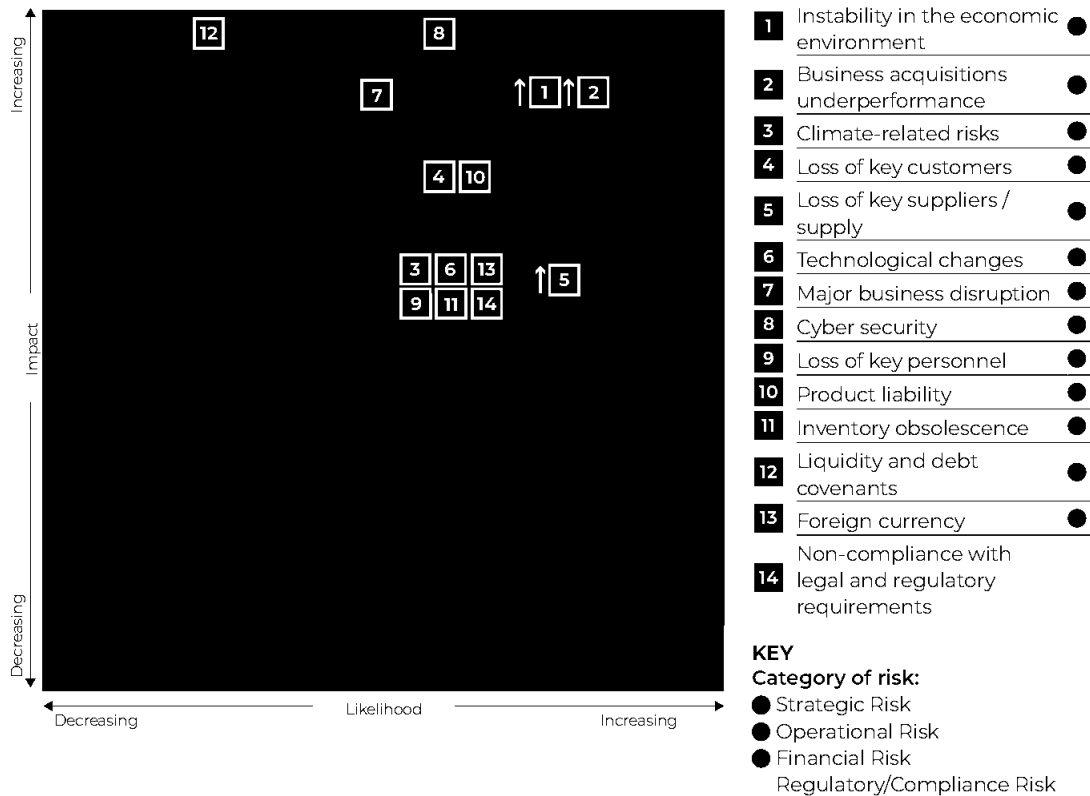 Increasing
Impact
Decreasing
12
8
7
1
2
4
10
3
6
13
5
9
11
14
Decreasing
Likelihood
Increasing
1
Instability in the economic
environment
2
Business acquisitions
underperformance
3
Climate-related risks
4
Loss of key customers
5
Loss of key suppliers /
supply
6
Technological changes
7
Major business disruption
8
Cyber security
9
Loss of key personnel
10
Product liability
11
Inventory obsolescence
12
Liquidity and debt
covenants
13
Foreign currency
14
Non-compliance with
legal and regulatory
requirements
KEY
Category of risk:
Strategic Risk
Operational Risk
Financial Risk
Regulatory/Compliance Risk